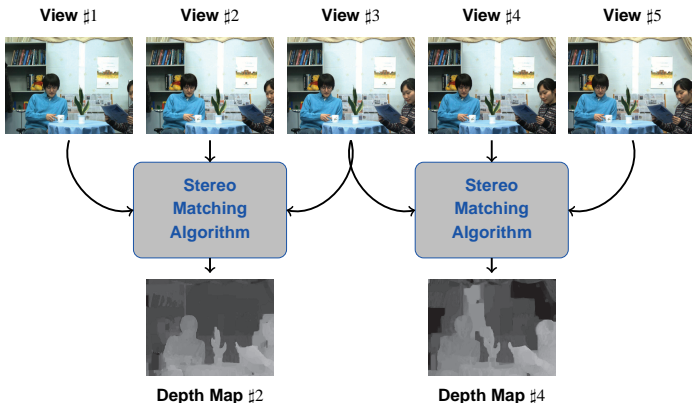 View ♯1
View ♯2
View ♯3
View ♯4
View ♯5
Stereo
Matching
Algorithm
Stereo
Matching
Algorithm
Depth Map ♯2
Depth Map ♯4